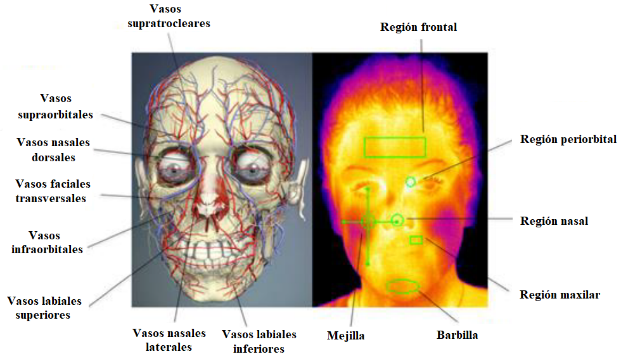 Vasos
supratrocleares
Región frontal
Vasos
supraorbitales
Vasos nasales
dorsales
Región periorbital
Vasos faciales
transversales
Región nasal
Vasos
infraorbitales
Región maxilar
Vasos labiales
superiores
Vasos nasales
laterales
Vasos labiales
inferiores
Mejilla
Barbilla